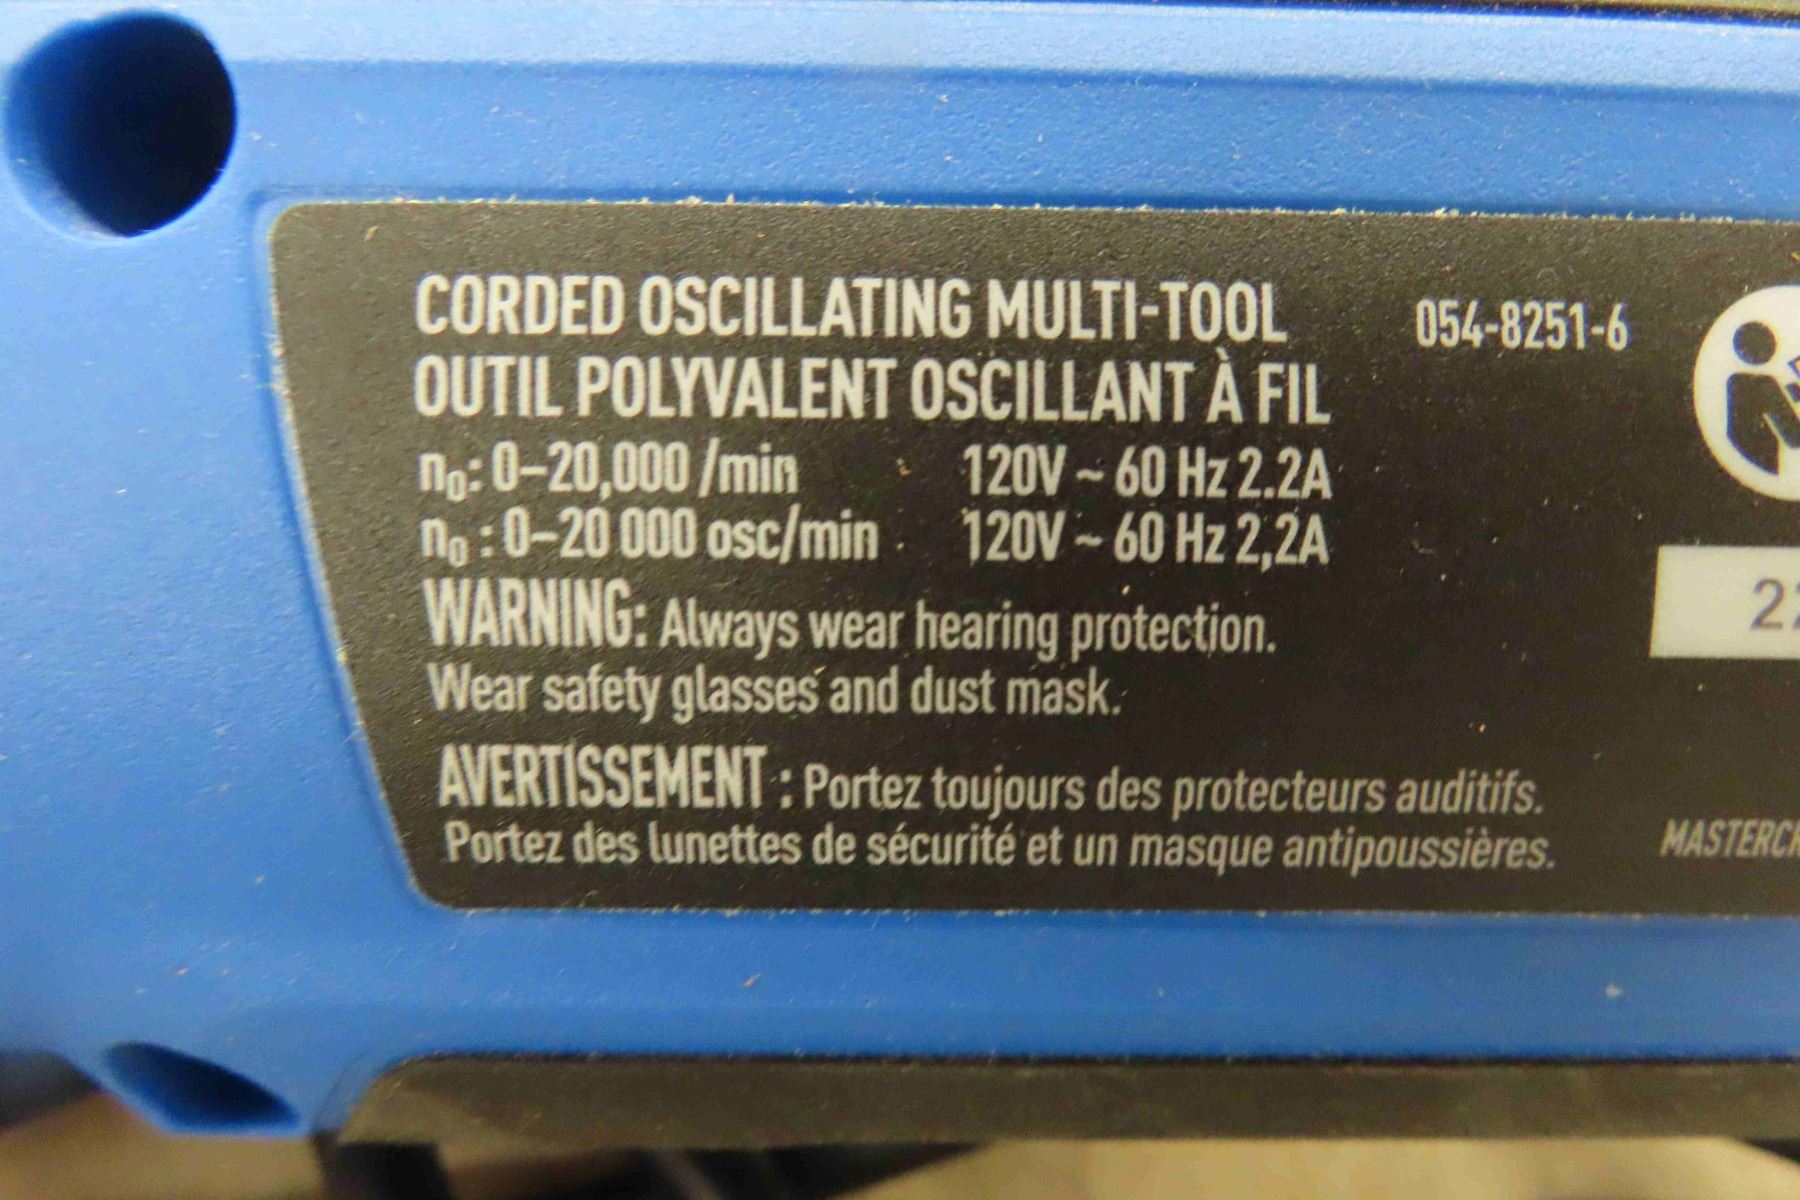 CORDED OSCILLATING MULTI-TOOL 054-8251-6
OUTIL POLYVALENT OSCILLANT À FIL
n₀: 0–20,000 /min 120V ~ 60 Hz 2.2A
n₀ : 0–20 000 osc/min 120V ~ 60 Hz 2,2A
WARNING: Always wear hearing protection.
Wear safety glasses and dust mask.
AVERTISSEMENT : Portez toujours des protecteurs auditifs.
Portez des lunettes de sécurité et un masque antipoussières.